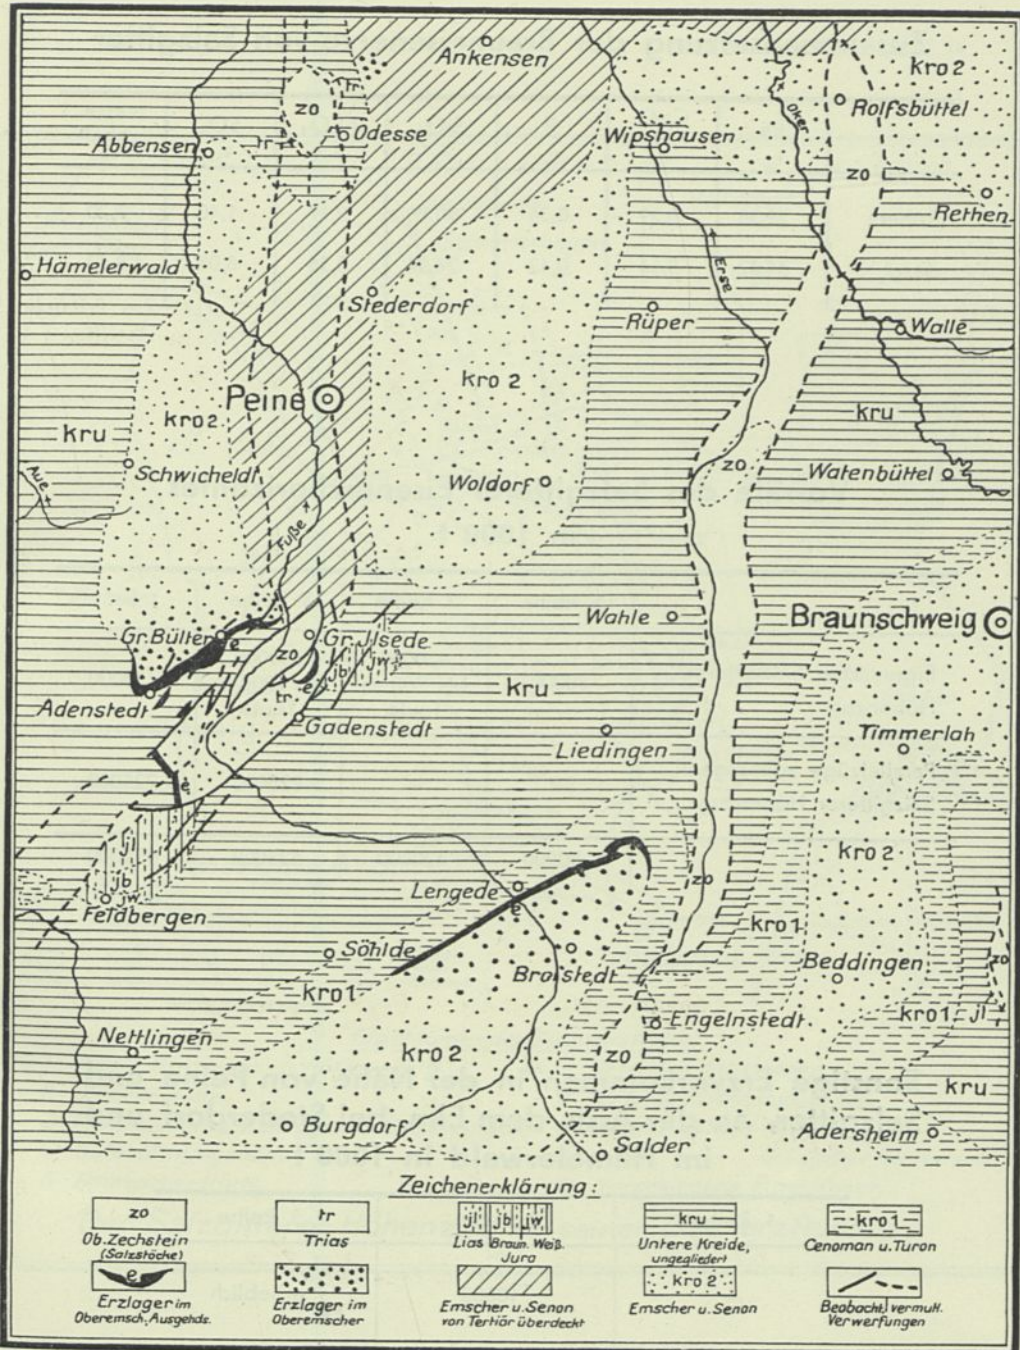 Ankensen
kro 2
zo
tr
Odesse
Oker
Rolfsbüttel
Abbensen
tr
Wipshausen
zo
Rethen
Hämelerwald
Stederdorf
Erse
Rüper
Walle
Peine
kro 2
kro2
kru
kru
Schwicheldt
Woldorf
zo
Watenbüttel
Aue
Fuße
Wahle
Braunschweig
Gr. Bülten
e
Gr. Jlsede
zo
e
jb
jw
tr
kru
Adenstedt
Gadenstedt
Timmerlah
Liedingen
e
jl
jb
jw
kro 2
Lengede
e
zo
Feldbergen
kro1
Söhlde
Broistedt
Beddingen
zo
kro1
kro1
jl
Engelnstedt
Nettlingen
kro 2
zo
kru
Burgdorf
Salder
Adersheim
Zeichenerklärung:
zo
Ob. Zechstein
(Salzstöcke)
tr
Trias
jl jb jw
Lias Braun. Weiß.
Jura
kru
Untere Kreide,
ungegliedert
kro1
Cenoman u. Turon
e
Erzlager im
Oberemsch. Ausgehds.
Erzlager im
Oberemscher
Emscher u. Senon
von Tertiär überdeckt
kro 2
Emscher u. Senon
Beobacht. vermutl.
Verwerfungen